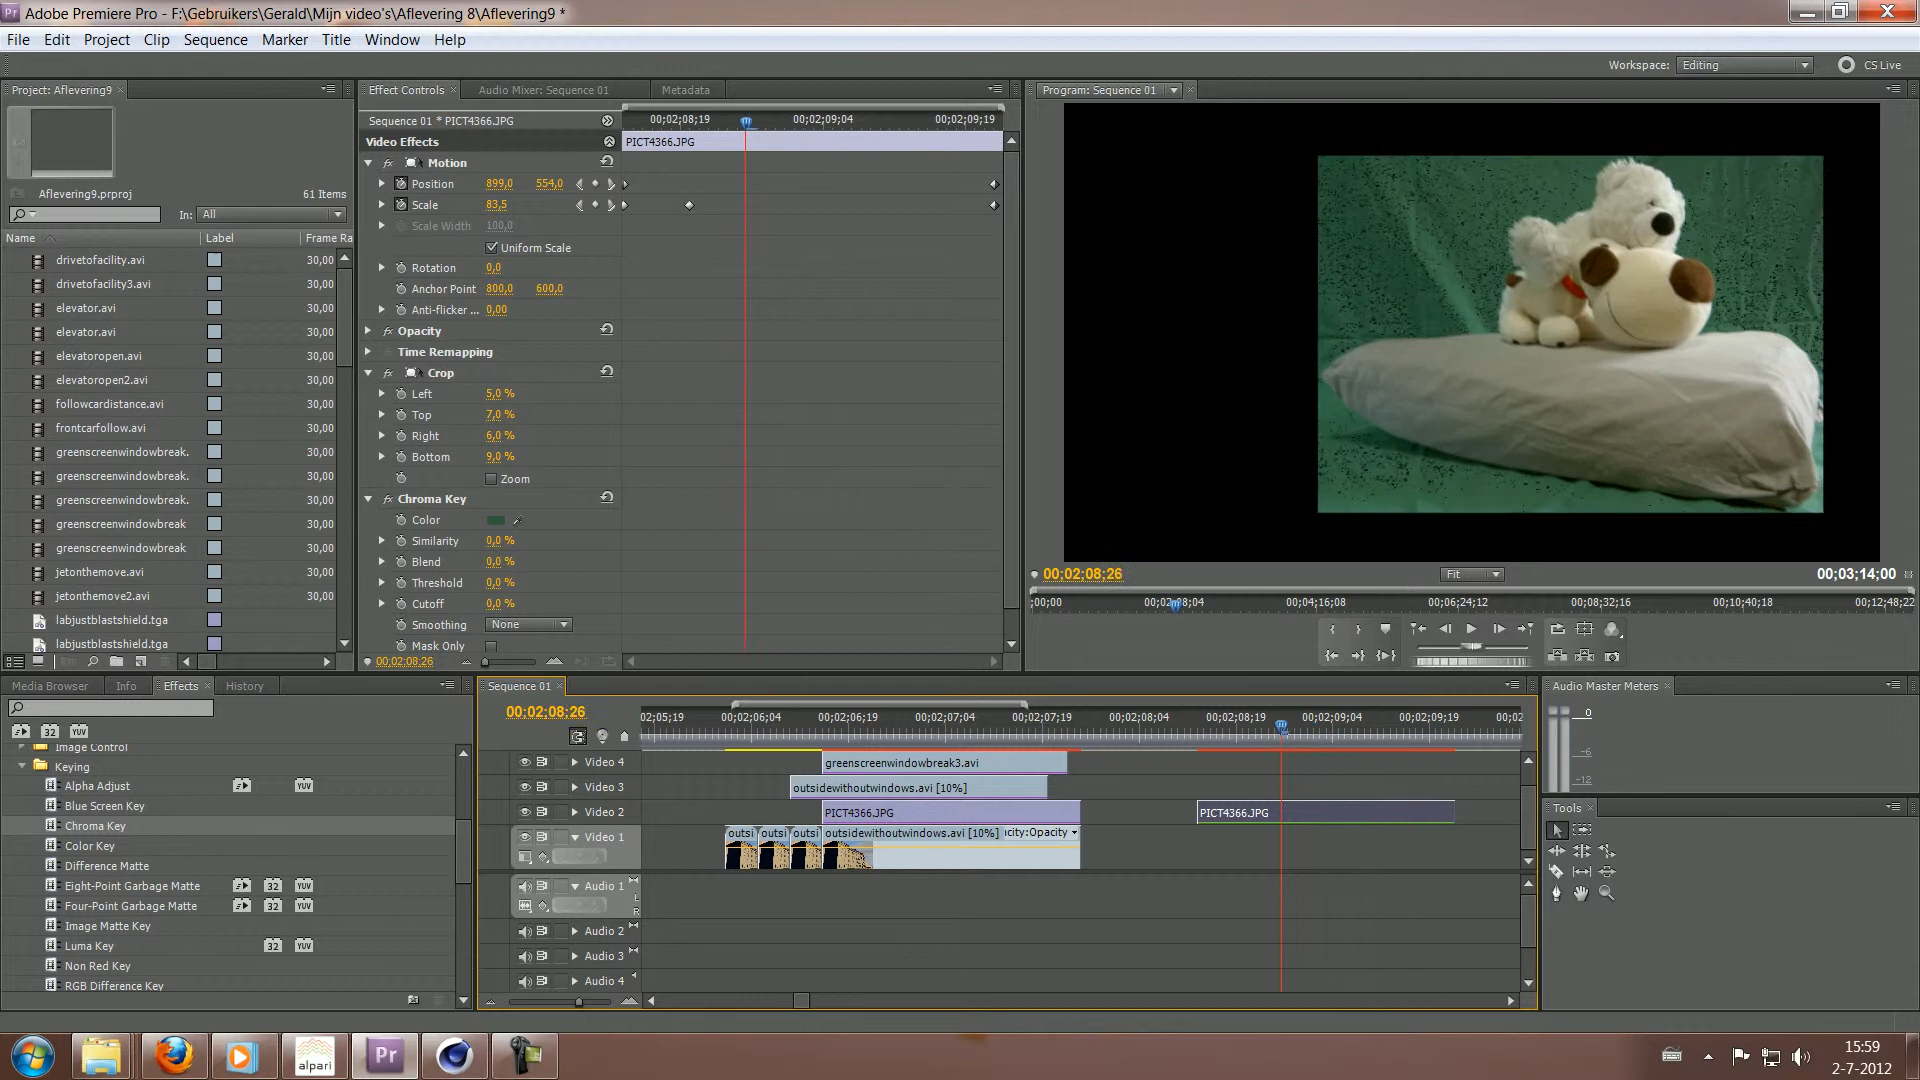 Adobe Premiere Pro - F:\Gebruikers\Gerald\Mijn video's\Aflevering 8\Aflevering9 *
File Edit Project Clip Sequence Marker Title Window Help
Workspace: Editing CS Live
Project: Aflevering9
Aflevering9.prproj 61 Items
In: All
Name Label Frame Ra
drivetofacility.avi 30,00
drivetofacility3.avi 30,00
elevator.avi 30,00
elevator.avi 30,00
elevatoropen.avi 30,00
elevatoropen2.avi 30,00
followcardistance.avi 30,00
frontcarfollow.avi 30,00
greenscreenwindowbreak. 30,00
greenscreenwindowbreak. 30,00
greenscreenwindowbreak. 30,00
greenscreenwindowbreak 30,00
greenscreenwindowbreak 30,00
jetonthemove.avi 30,00
jetonthemove2.avi 30,00
labjustblastshield.tga
labjustblastshield.tga
Effect Controls Audio Mixer: Sequence 01 Metadata
Sequence 01 * PICT4366.JPG
00;02;08;19 00;02;09;04 00;02;09;19
Video Effects PICT4366.JPG
fx Motion
Position 899,0 554,0
Scale 83,5
Scale Width 100,0
Uniform Scale
Rotation 0,0
Anchor Point 800,0 600,0
Anti-flicker ... 0,00
fx Opacity
Time Remapping
fx Crop
Left 5,0 %
Top 7,0 %
Right 6,0 %
Bottom 9,0 %
Zoom
fx Chroma Key
Color
Similarity 0,0 %
Blend 0,0 %
Threshold 0,0 %
Cutoff 0,0 %
Smoothing None
Mask Only
00;02;08;26
Program: Sequence 01
00;02;08;26 Fit 00;03;14;00
;00;00 00;02;08;04 00;04;16;08 00;06;24;12 00;08;32;16 00;10;40;18 00;12;48;22
Media Browser Info Effects History
32 YUV
Image Control
Keying
Alpha Adjust YUV
Blue Screen Key
Chroma Key
Color Key
Difference Matte
Eight-Point Garbage Matte 32 YUV
Four-Point Garbage Matte 32 YUV
Image Matte Key
Luma Key 32 YUV
Non Red Key
RGB Difference Key
Sequence 01
00;02;08;26
02;05;19 00;02;06;04 00;02;06;19 00;02;07;04 00;02;07;19 00;02;08;04 00;02;08;19 00;02;09;04 00;02;09;19 00;02
Video 4 greenscreenwindowbreak3.avi
Video 3 outsidewithoutwindows.avi [10%]
Video 2 PICT4366.JPG PICT4366.JPG
Video 1 outsi outsi outsi outsidewithoutwindows.avi [10%] icity:Opacity
Audio 1 L R
Audio 2
Audio 3
Audio 4
Audio Master Meters
0
-6
-12
Tools
alpari
Pr
15:59
2-7-2012